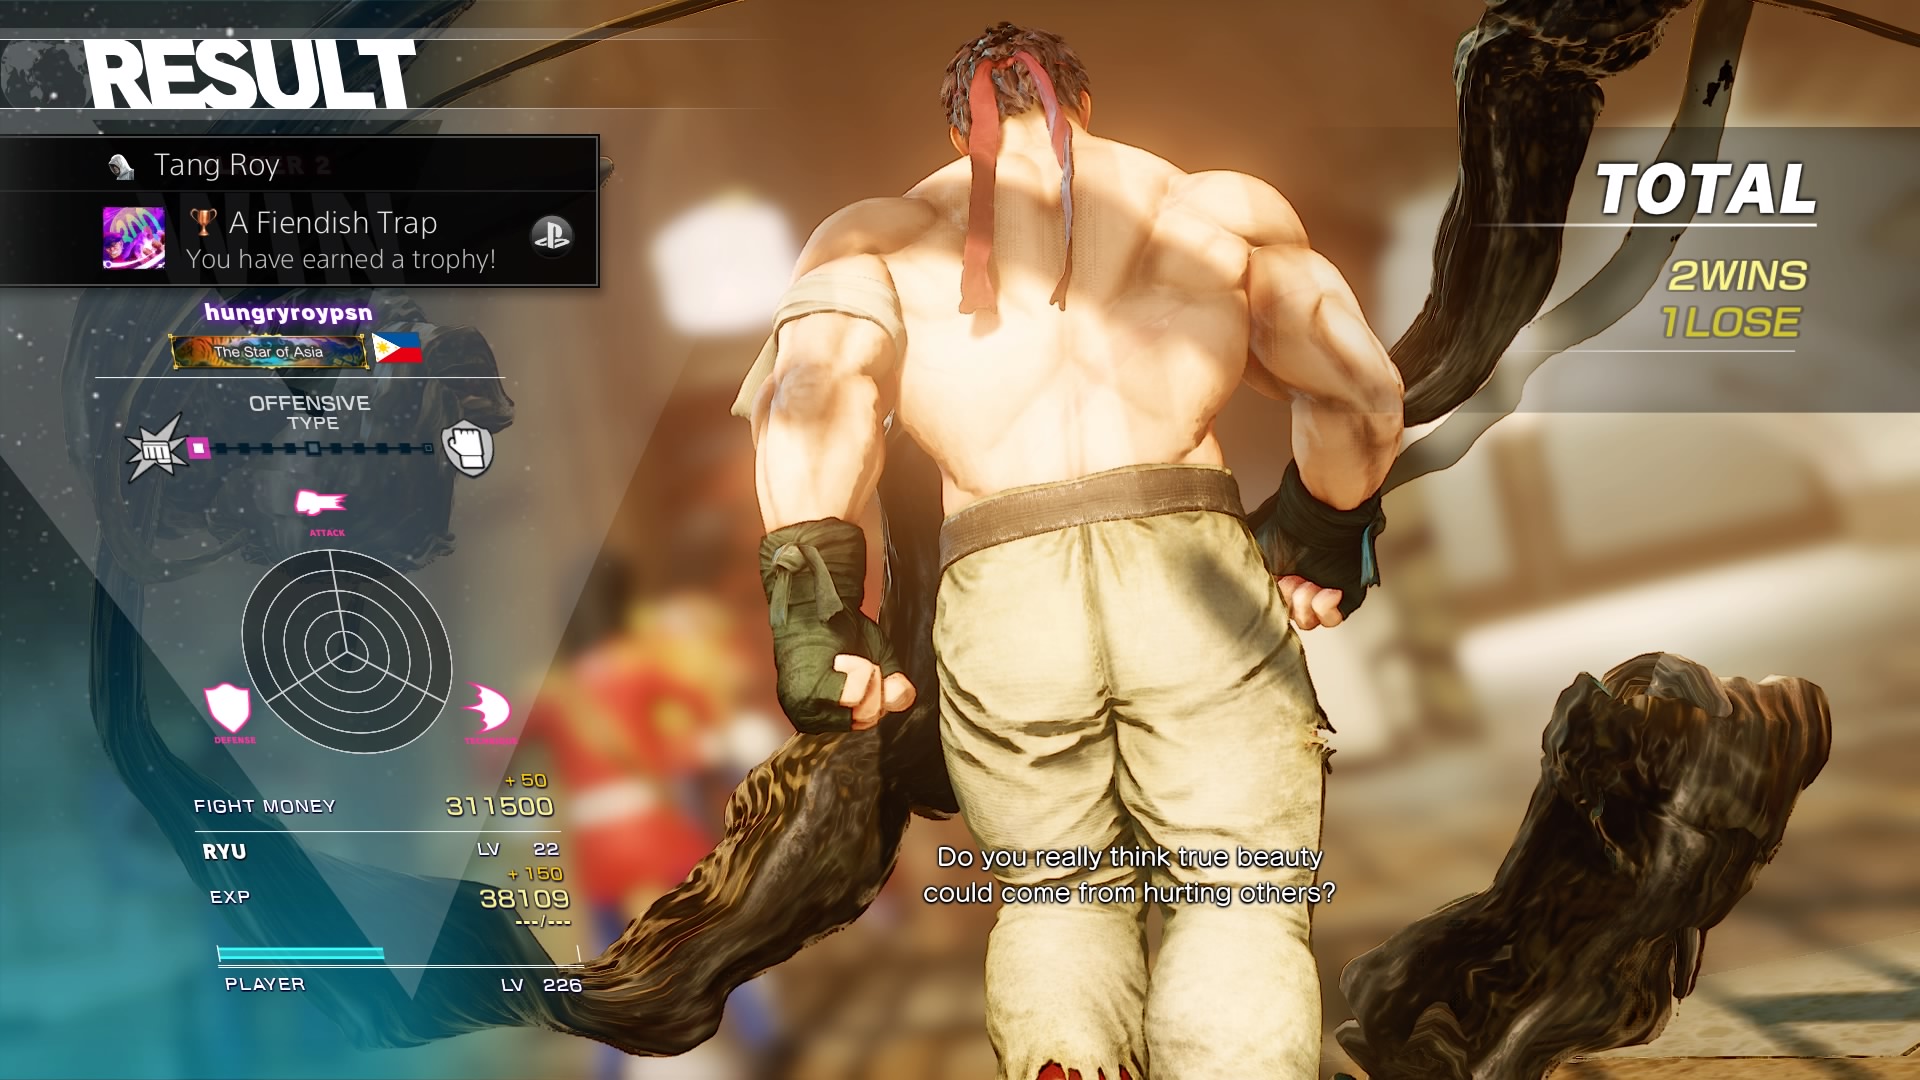 RESULT
Tang Roy
A Fiendish Trap
You have earned a trophy!
hungryroypsn
The Star of Asia
OFFENSIVE
TYPE
ATTACK
DEFENSE
TECHNIQUE
+ 50
FIGHT MONEY 311500
RYU LV 22
+ 150
EXP 38109
---/---
PLAYER LV 226
TOTAL
2WINS
1LOSE
Do you really think true beauty
could come from hurting others?